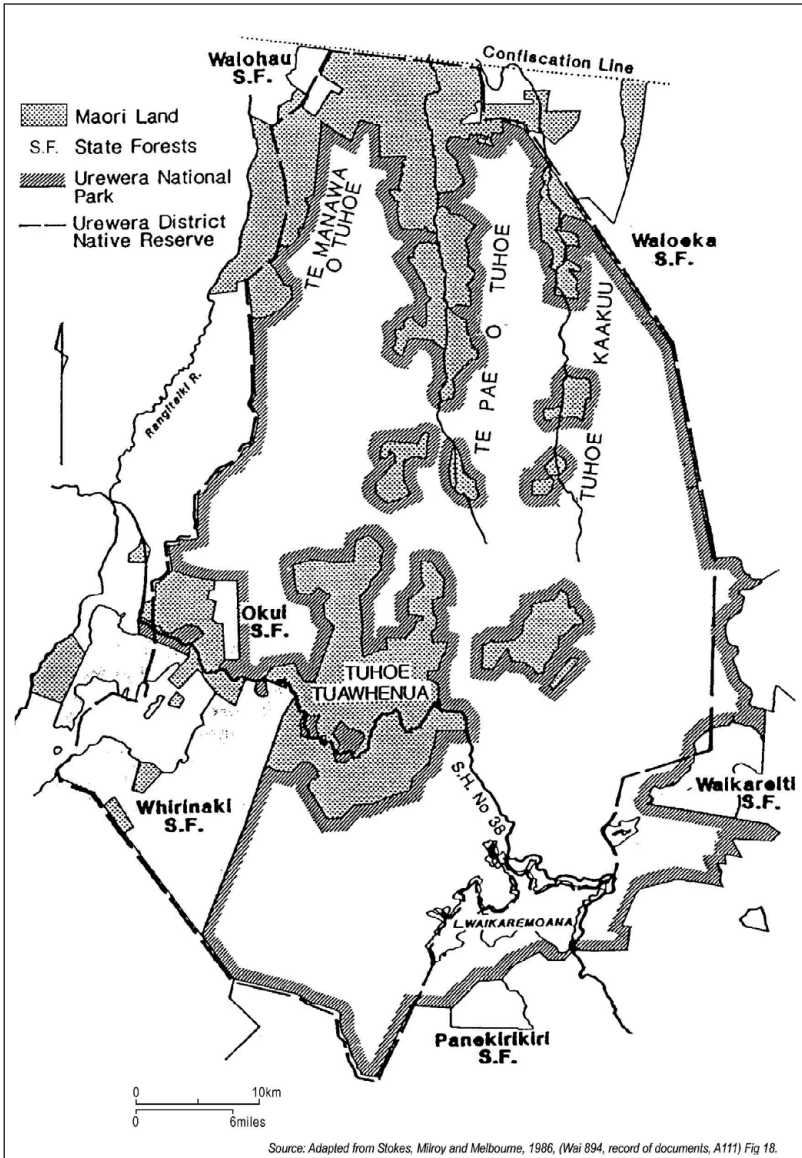 Waiohau
S.F.
Confiscation Line
Maori Land
S.F. State Forests
Urewera National
Park
Urewera District
Native Reserve
TE MANAWA
O TUHOE
TE PAE O TUHOE
TUHOE KAAKUU
Waioeka
S.F.
Rangitaiki R.
Okui
S.F.
TUHOE
TUAWHENUA
S.H. No 38
Whirinaki
S.F.
Waikareiti
S.F.
L.WAIKAREMOANA
Panekirikiri
S.F.
0 10km
0 6miles
Source: Adapted from Stokes, Milroy and Melbourne, 1986, (Wai 894, record of documents, A111) Fig 18.